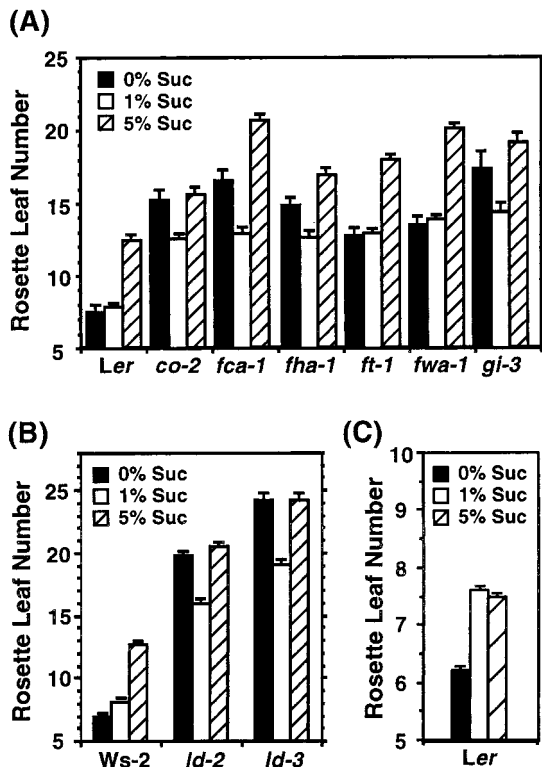 (A)
Rosette Leaf Number
25
20
15
10
5
0% Suc
1% Suc
5% Suc
Ler co-2 fca-1 fha-1 ft-1 fwa-1 gi-3
(B)
Rosette Leaf Number
25
20
15
10
5
0% Suc
1% Suc
5% Suc
Ws-2 ld-2 ld-3
(C)
Rosette Leaf Number
10
9
8
7
6
5
0% Suc
1% Suc
5% Suc
Ler